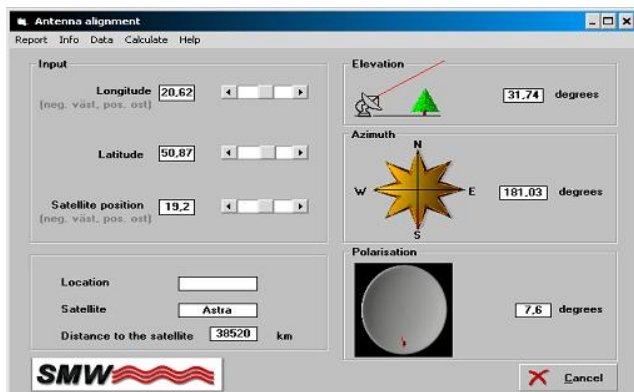 Antenna alignment
Report Info Data Calculate Help
Input
Longitude 20,62
(neg. väst, pos. ost)
Latitude 50,87
Satellite position 19,2
(neg. väst, pos. ost)
Location
Satellite Astra
Distance to the satellite 38520 km
SMW
Elevation
31,74 degrees
Azimuth
N
W E 181,03 degrees
S
Polarisation
7,6 degrees
Cancel